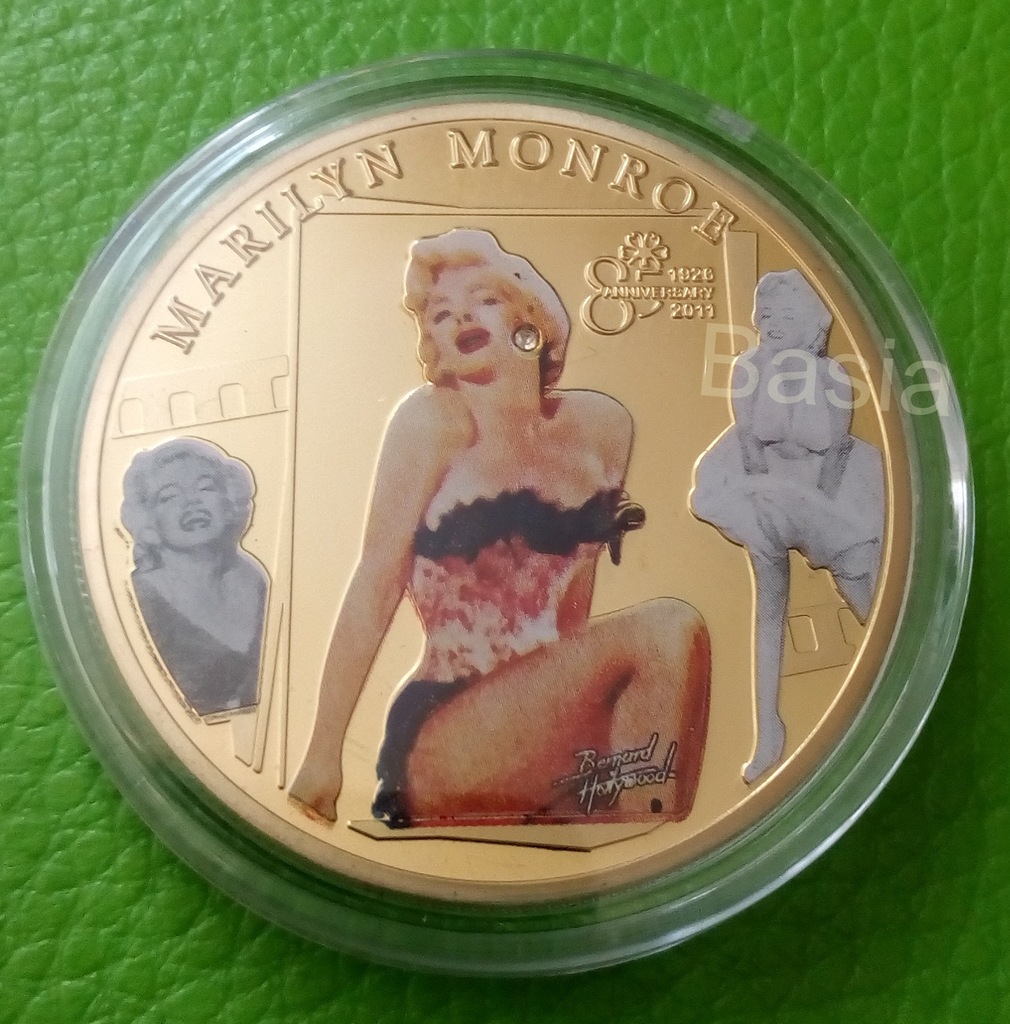 MARILYN MONROE
85
1926
ANNIVERSARY
2011
Basia
Bernard
Hollywood